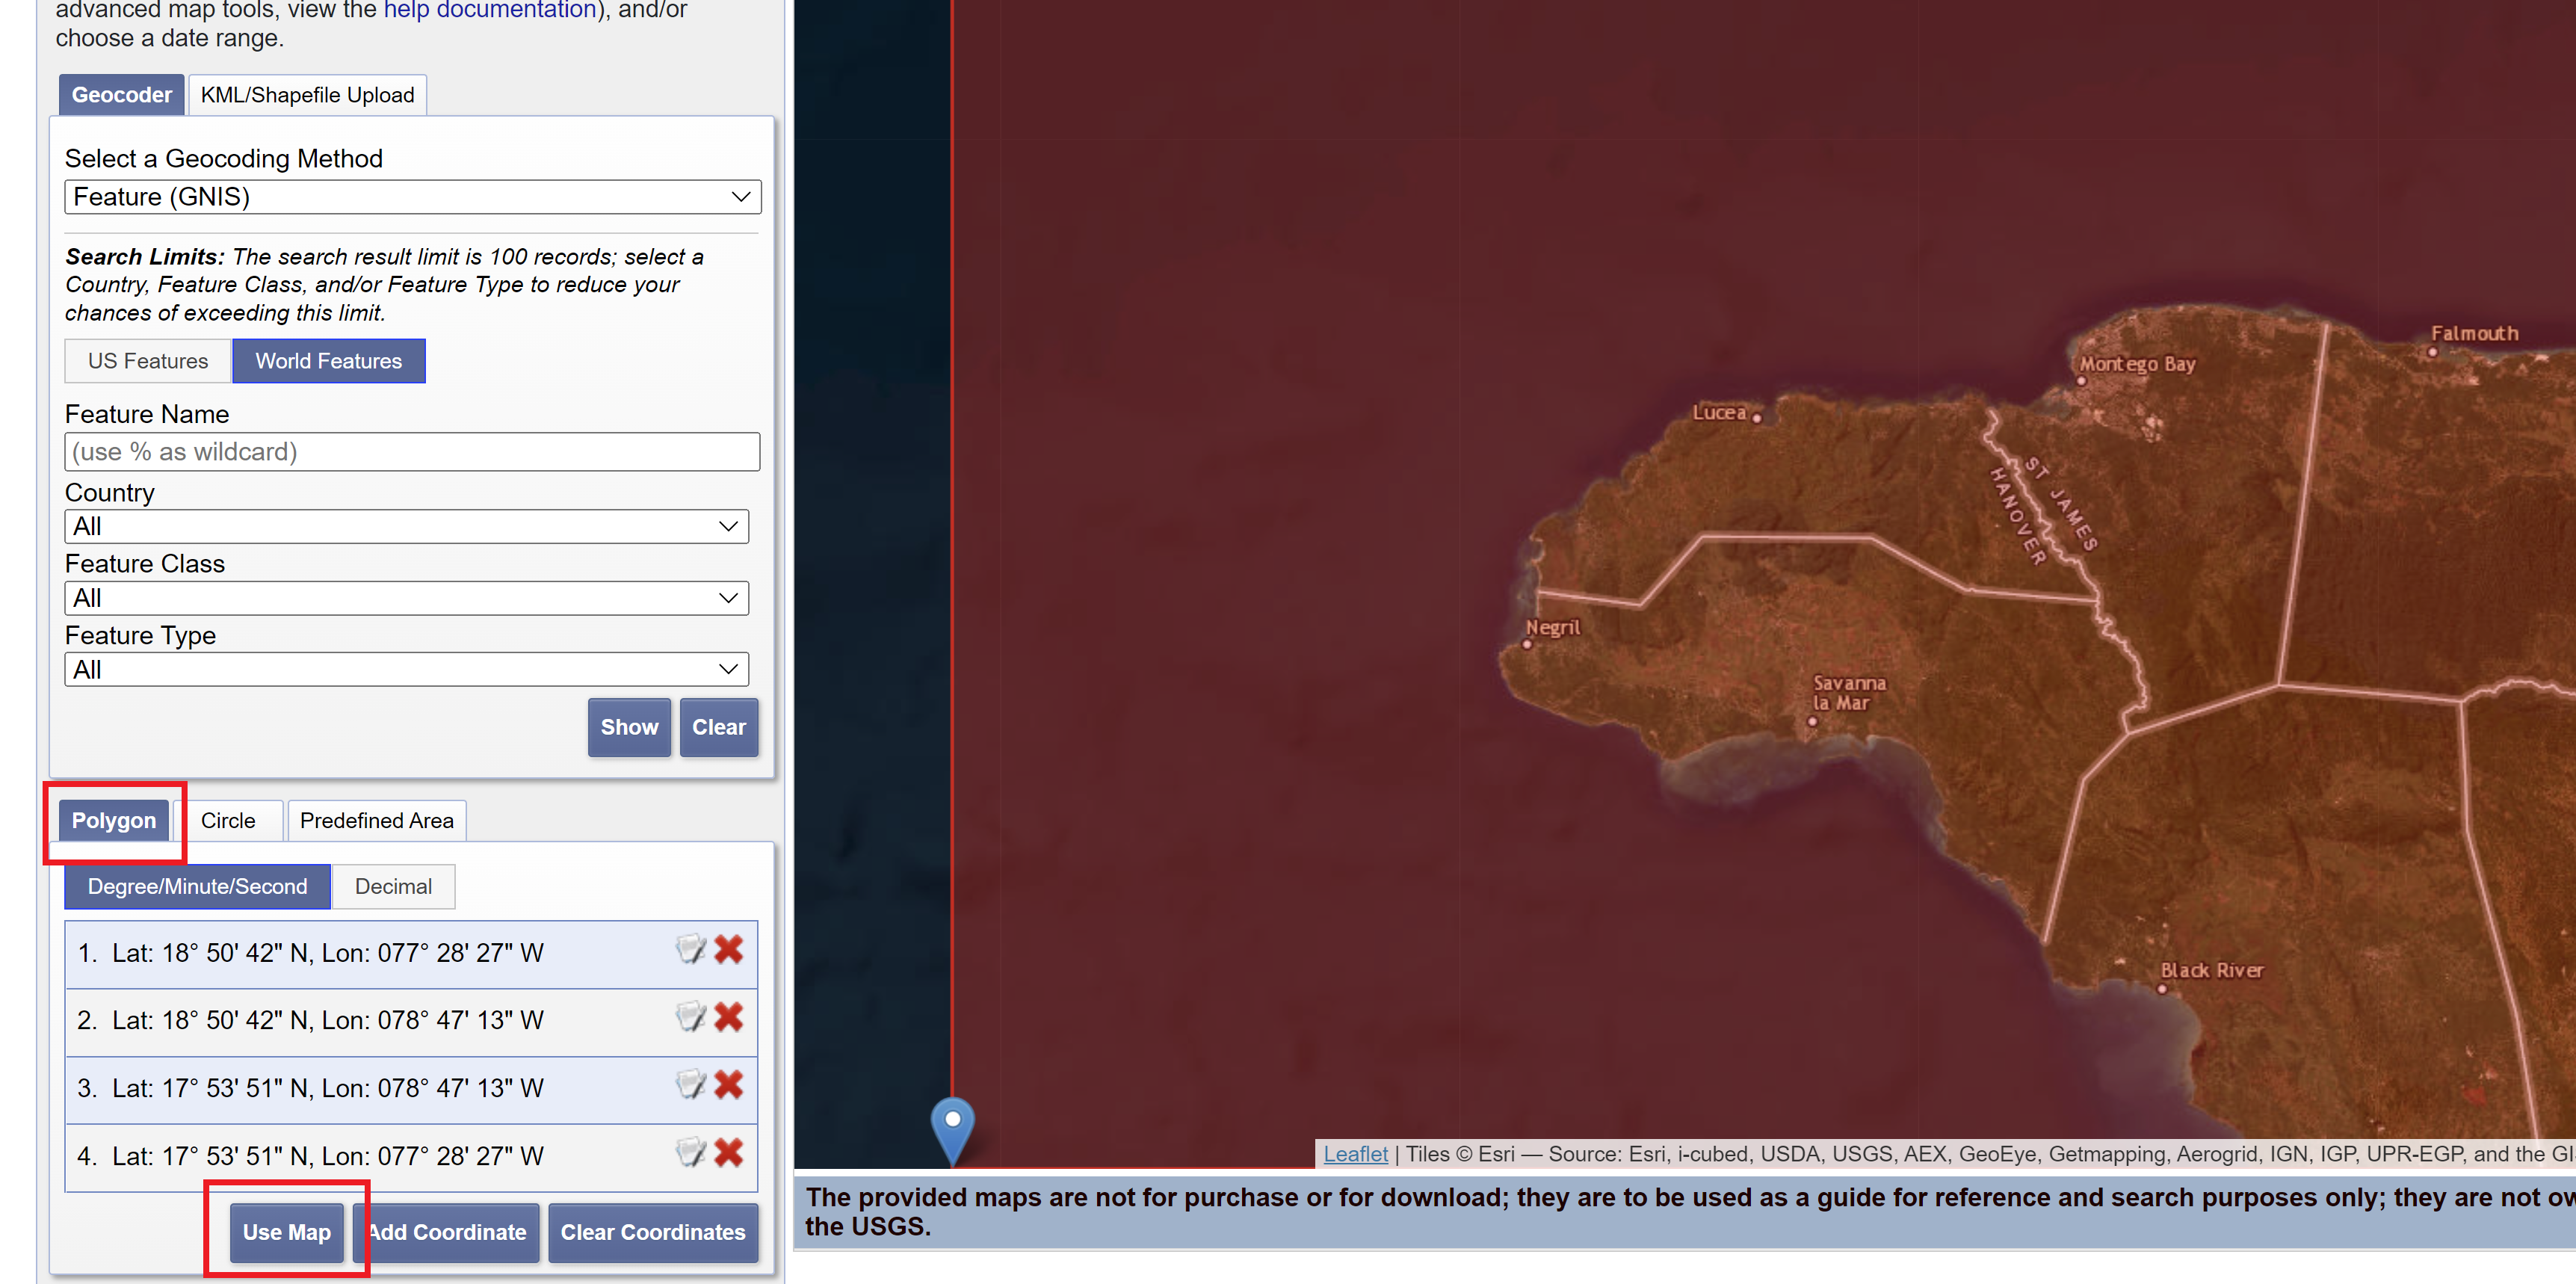 advanced map tools, view the help documentation), and/or
choose a date range.
Geocoder
KML/Shapefile Upload
Select a Geocoding Method
Feature (GNIS)
Search Limits: The search result limit is 100 records; select a
Country, Feature Class, and/or Feature Type to reduce your
chances of exceeding this limit.
US Features
World Features
Feature Name
(use % as wildcard)
Country
All
Feature Class
All
Feature Type
All
Show
Clear
Polygon
Circle
Predefined Area
Degree/Minute/Second
Decimal
1. Lat: 18° 50' 42" N, Lon: 077° 28' 27" W
2. Lat: 18° 50' 42" N, Lon: 078° 47' 13" W
3. Lat: 17° 53' 51" N, Lon: 078° 47' 13" W
4. Lat: 17° 53' 51" N, Lon: 077° 28' 27" W
Use Map
Add Coordinate
Clear Coordinates
Falmouth
Montego Bay
Lucea
ST JAMES
HANOVER
Negril
Savanna
la Mar
Black River
Leaflet | Tiles © Esri — Source: Esri, i-cubed, USDA, USGS, AEX, GeoEye, Getmapping, Aerogrid, IGN, IGP, UPR-EGP, and the GI
The provided maps are not for purchase or for download; they are to be used as a guide for reference and search purposes only; they are not ow
the USGS.